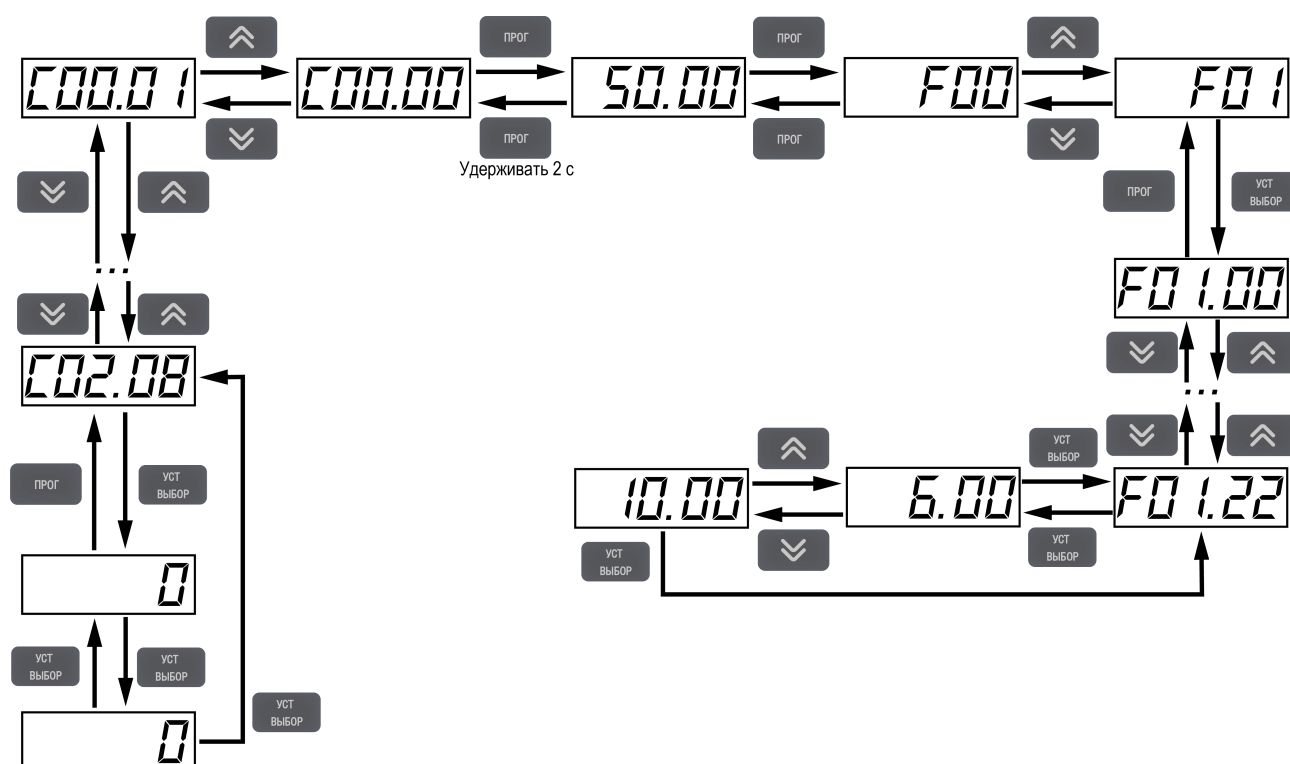 ПРОГ
ПРОГ
C00.01
C00.00
50.00
F00
F01
ПРОГ
ПРОГ
Удерживать 2 с
ПРОГ
УСТ
ВЫБОР
...
F01.00
C02.08
...
УСТ
ВЫБОР
ПРОГ
УСТ
ВЫБОР
10.00
6.00
F01.22
УСТ
ВЫБОР
УСТ
ВЫБОР
0
УСТ
ВЫБОР
УСТ
ВЫБОР
УСТ
ВЫБОР
0